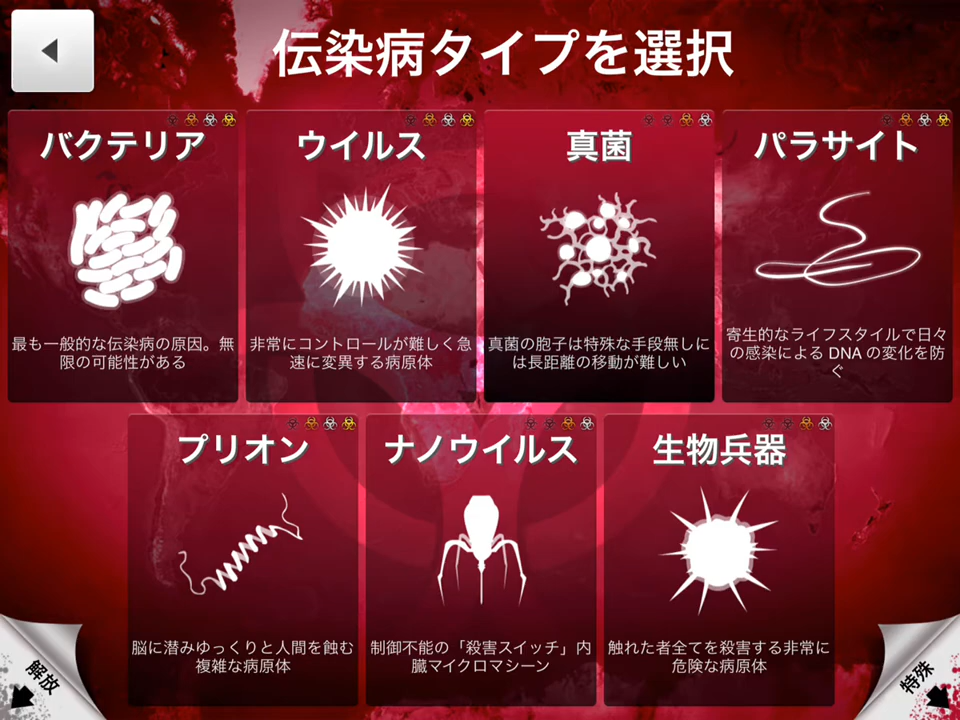 伝染病タイプを選択
バクテリア
最も一般的な伝染病の原因。無
限の可能性がある
ウイルス
非常にコントロールが難しく急
速に変異する病原体
真菌
真菌の胞子は特殊な手段無しに
は長距離の移動が難しい
パラサイト
寄生的なライフスタイルで日々
の感染による DNA の変化を防
ぐ
プリオン
脳に潜みゆっくりと人間を蝕む
複雑な病原体
ナノウイルス
制御不能の「殺害スイッチ」内
臓マイクロマシーン
生物兵器
触れた者全てを殺害する非常に
危険な病原体
解放
特殊